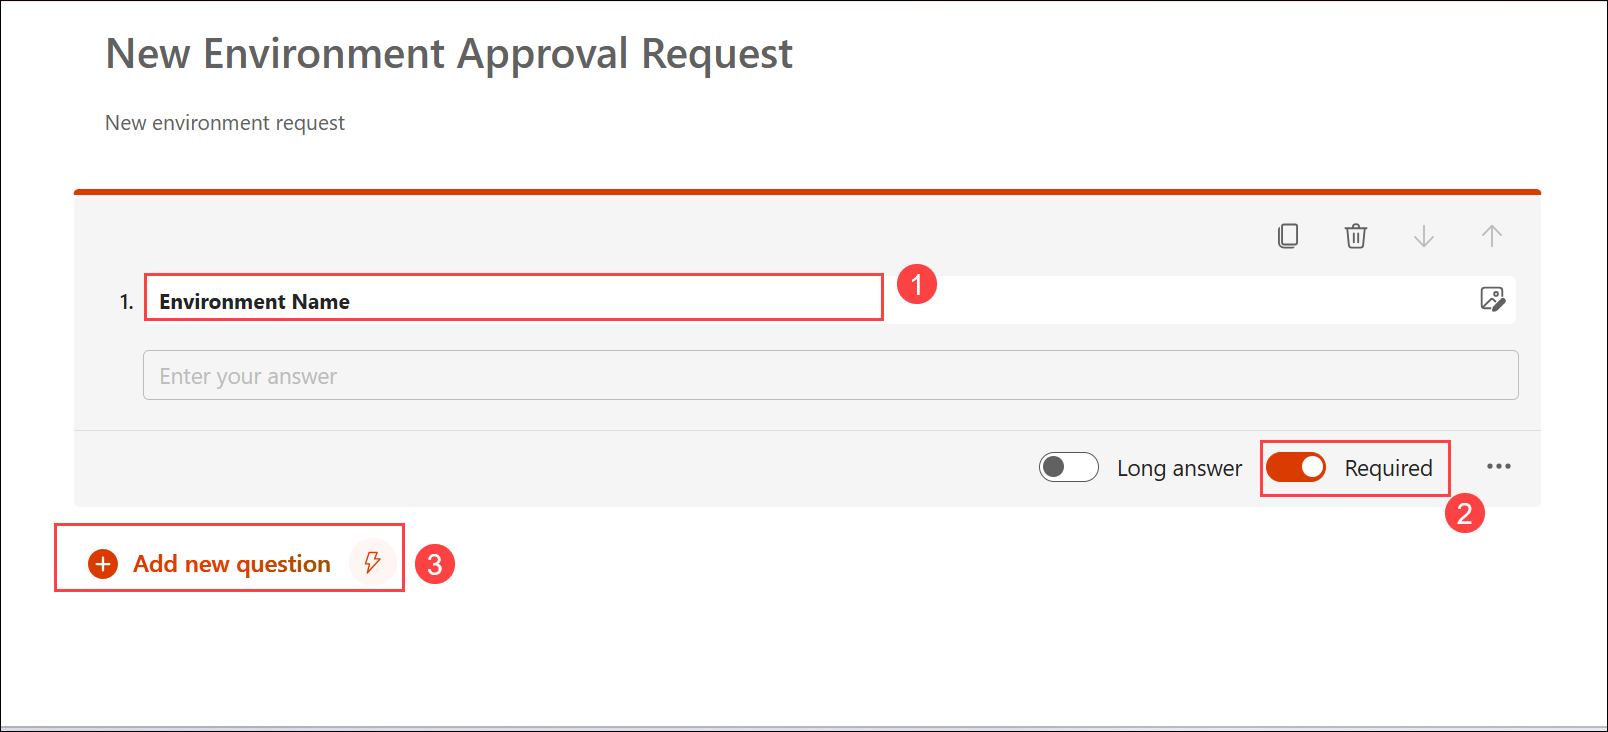 New Environment Approval Request
New environment request
1. Environment Name 1
Enter your answer
Long answer Required
2
Add new question 3